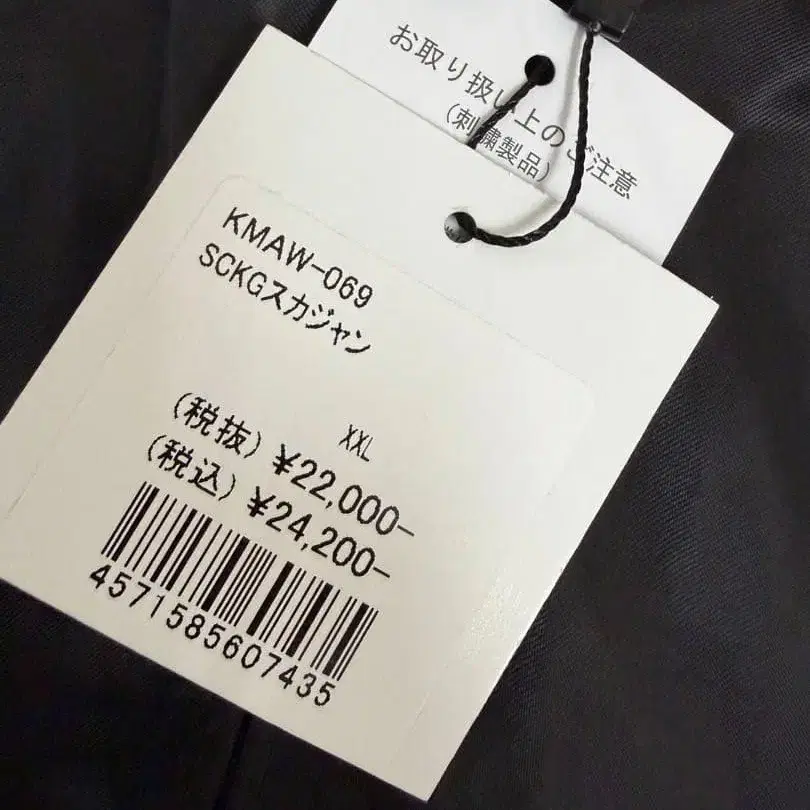 お取り扱い上のご注意
(刺繍製品)
KMAW-069
SCKGスカジャン
XXL
(税抜) ¥22,000-
(税込) ¥24,200-
4571585607435